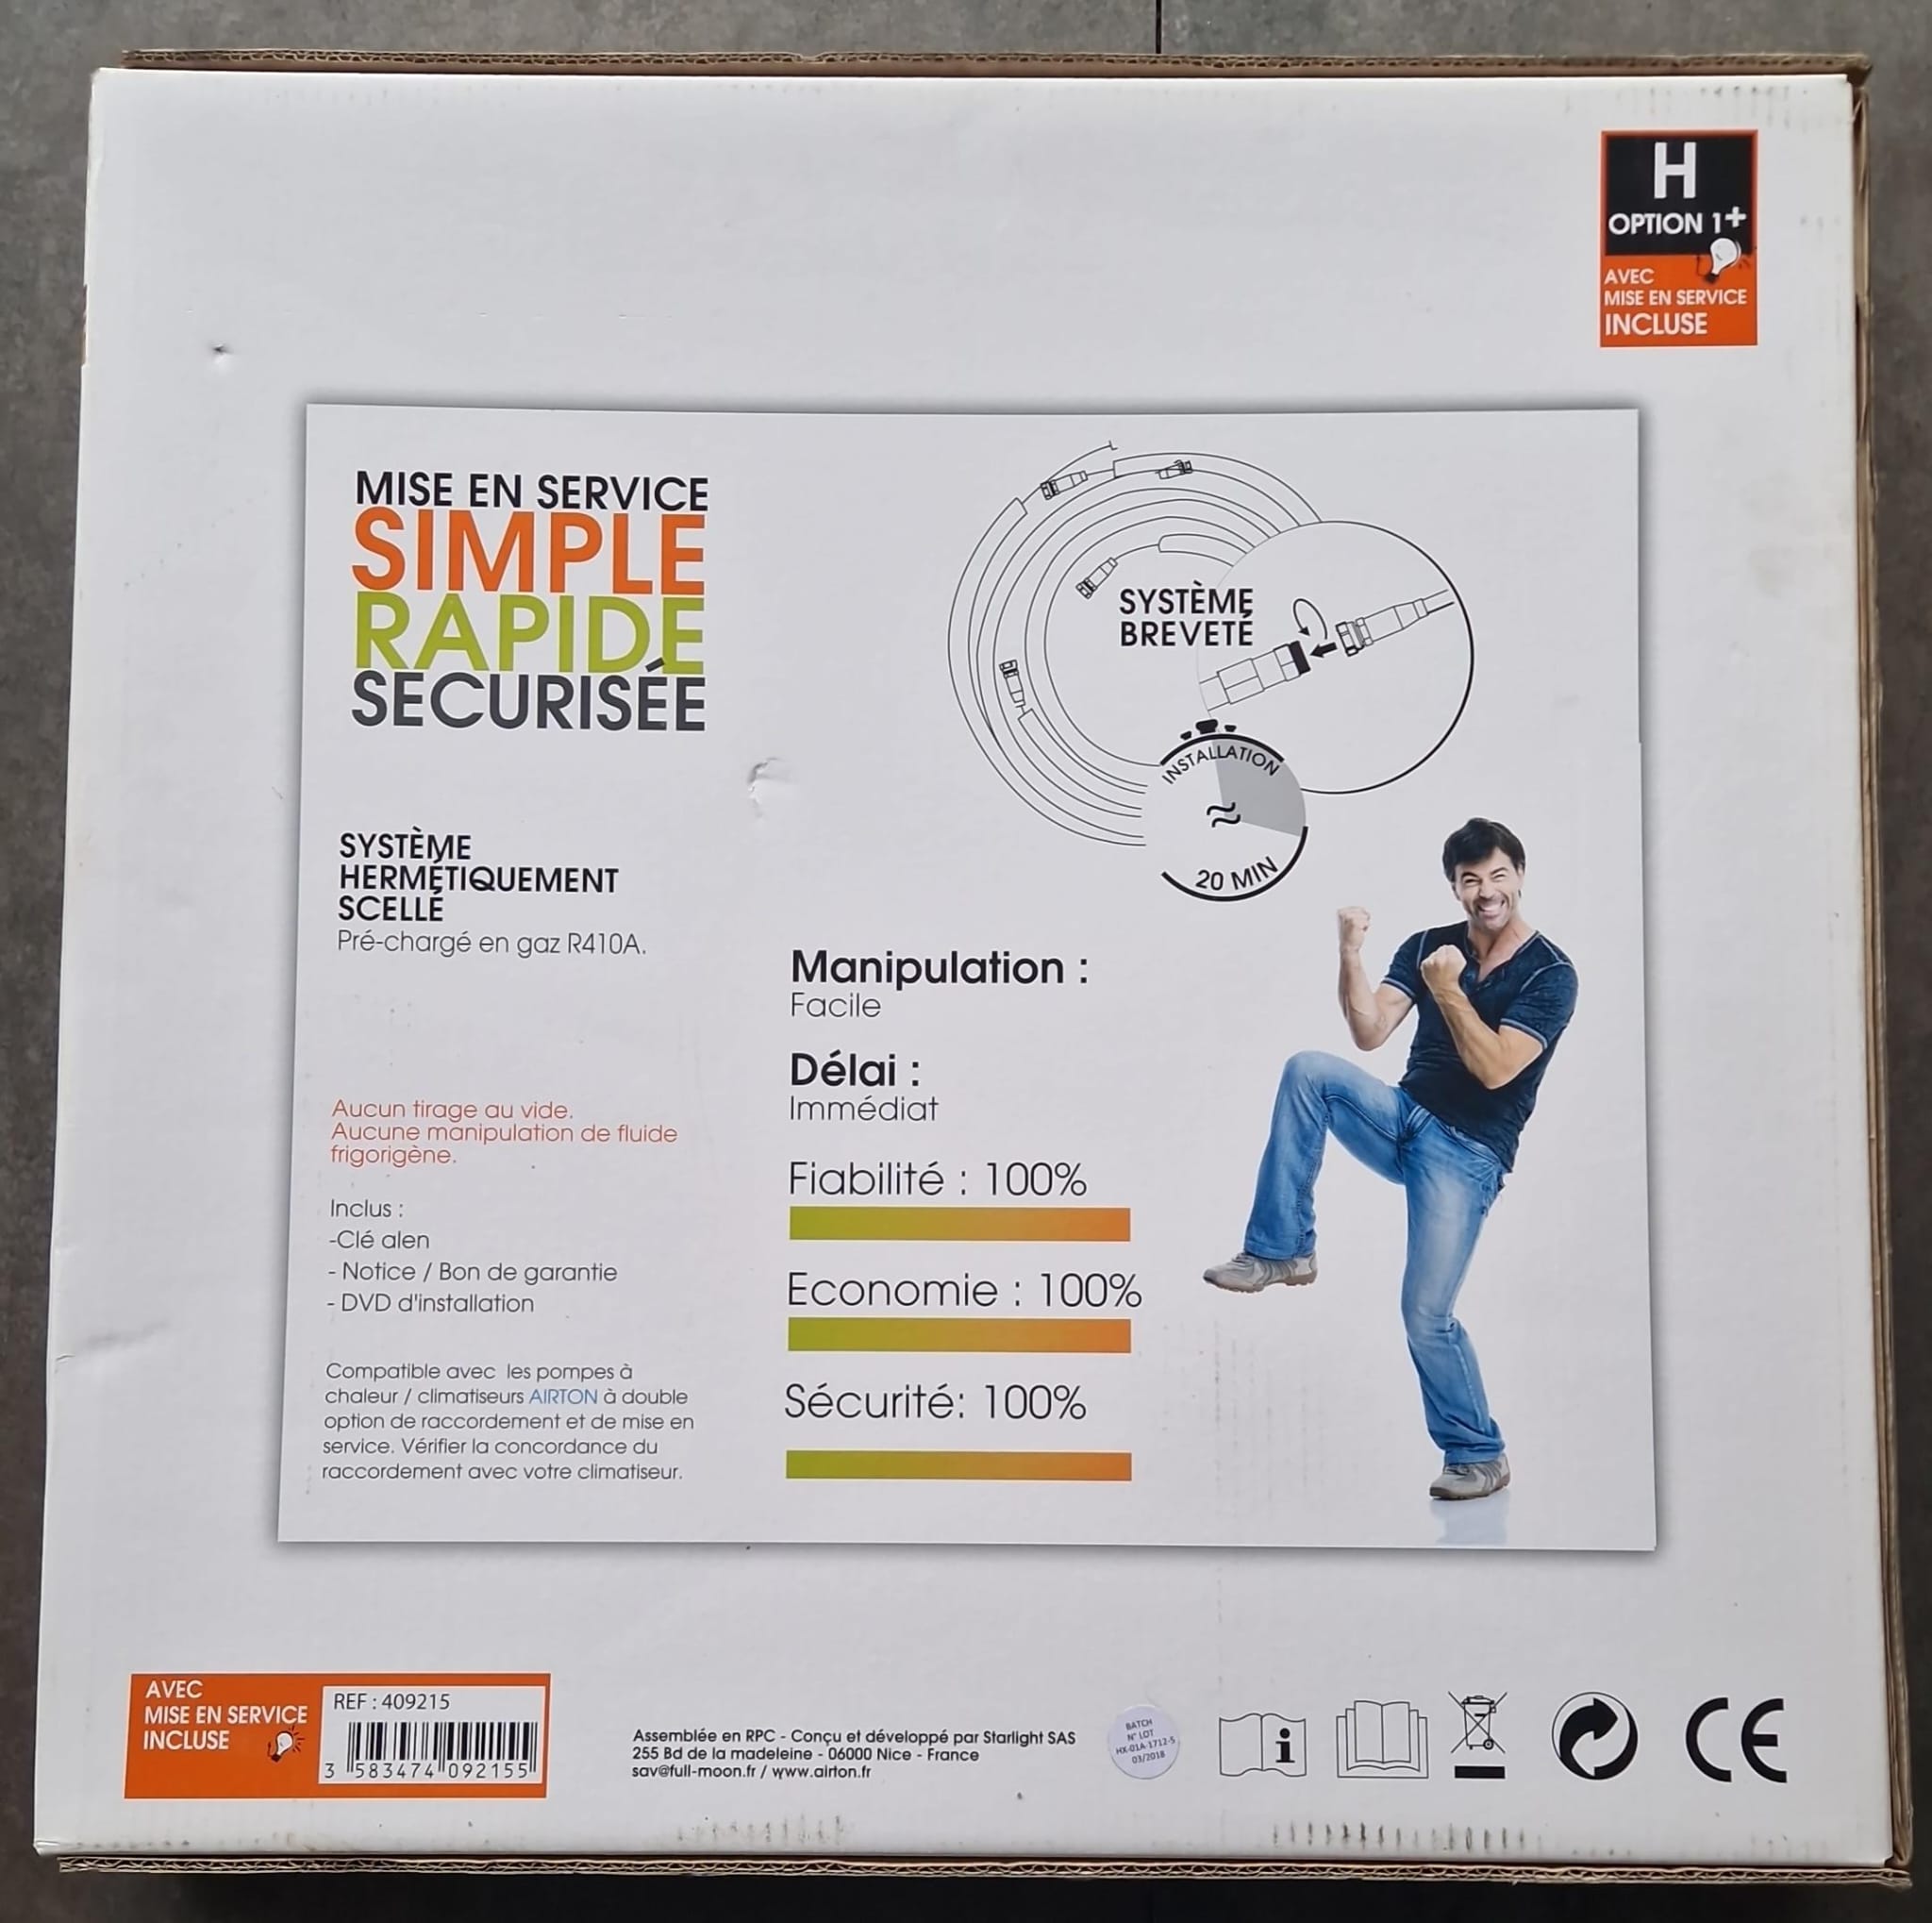 H
OPTION 1+
AVEC
MISE EN SERVICE
INCLUSE
MISE EN SERVICE
SIMPLE
RAPIDE
SECURISÉE
SYSTÈME
BREVETÉ
INSTALLATION
≈
20 MIN
SYSTÈME
HERMÉTIQUEMENT
SCELLÉ
Pré-chargé en gaz R410A.
Aucun tirage au vide.
Aucune manipulation de fluide
frigorigène.
Inclus :
-Clé alen
- Notice / Bon de garantie
- DVD d'installation
Compatible avec les pompes à
chaleur / climatiseurs AIRTON à double
option de raccordement et de mise en
service. Vérifier la concordance du
raccordement avec votre climatiseur.
Manipulation :
Facile
Délai :
Immédiat
Fiabilité : 100%
Economie : 100%
Sécurité: 100%
AVEC
MISE EN SERVICE
INCLUSE
REF : 409215
3 583474 092155
Assemblée en RPC - Conçu et développé par Starlight SAS
255 Bd de la madeleine - 06000 Nice - France
sav@full-moon.fr / www.airton.fr
BATCH
N° LOT
HX-01A-1712-5
03/2018
i
CE